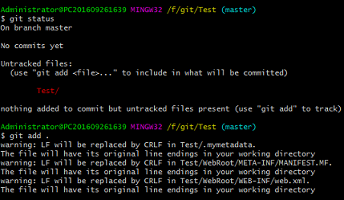 Administrator@PC201609261639 MINGW32 /f/git/Test (master)
$ git status
On branch master
No commits yet
Untracked files:
(use "git add <file>..." to include in what will be committed)
Test/
nothing added to commit but untracked files present (use "git add" to track)
Administrator@PC201609261639 MINGW32 /f/git/Test (master)
$ git add .
warning: LF will be replaced by CRLF in Test/.mymetadata.
The file will have its original line endings in your working directory
warning: LF will be replaced by CRLF in Test/WebRoot/META-INF/MANIFEST.MF.
The file will have its original line endings in your working directory
warning: LF will be replaced by CRLF in Test/WebRoot/WEB-INF/web.xml.
The file will have its original line endings in your working directory